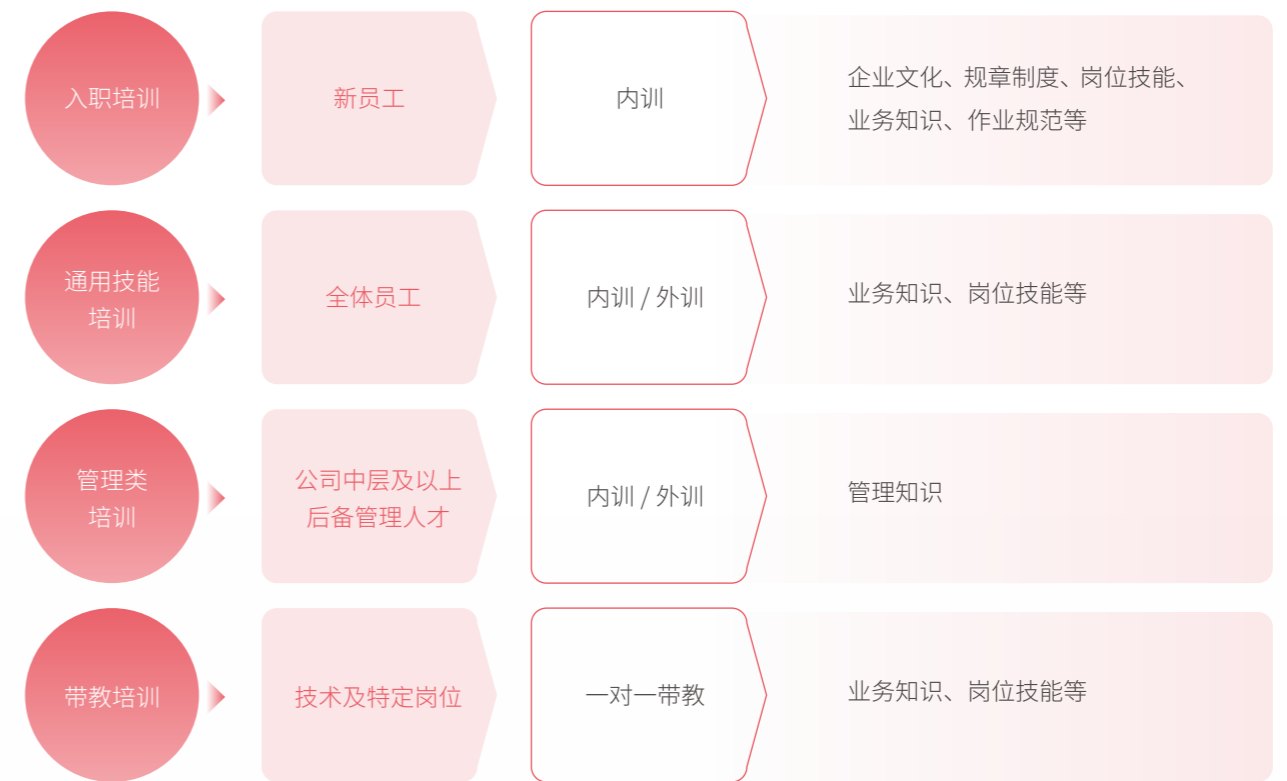 入职培训
新员工
内训
企业文化、规章制度、岗位技能、
业务知识、作业规范等
通用技能
培训
全体员工
内训 / 外训
业务知识、岗位技能等
管理类
培训
公司中层及以上
后备管理人才
内训 / 外训
管理知识
带教培训
技术及特定岗位
一对一带教
业务知识、岗位技能等